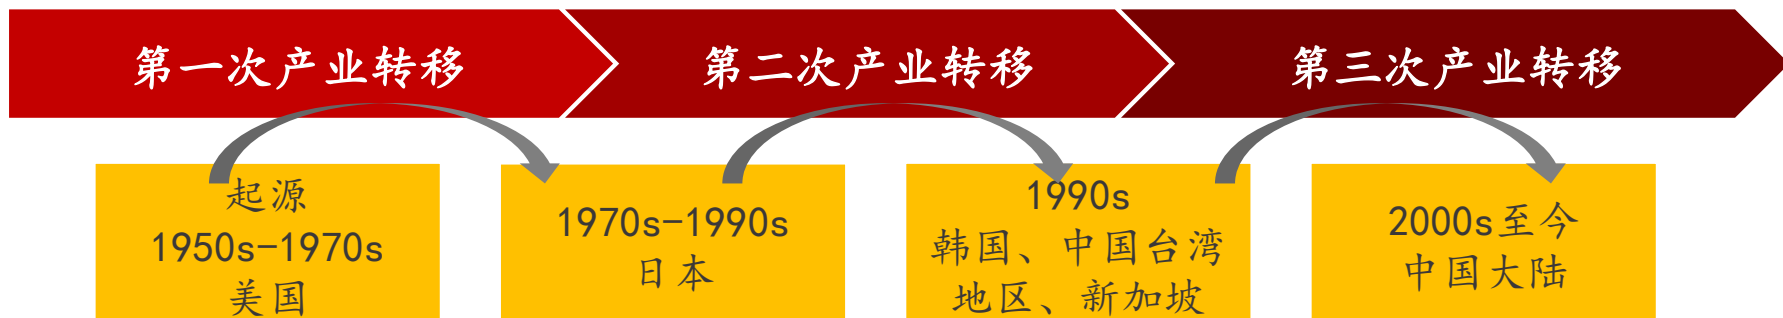 第一次产业转移
第二次产业转移
第三次产业转移
起源
1950s-1970s
美国
1970s-1990s
日本
1990s
韩国、中国台湾
地区、新加坡
2000s至今
中国大陆